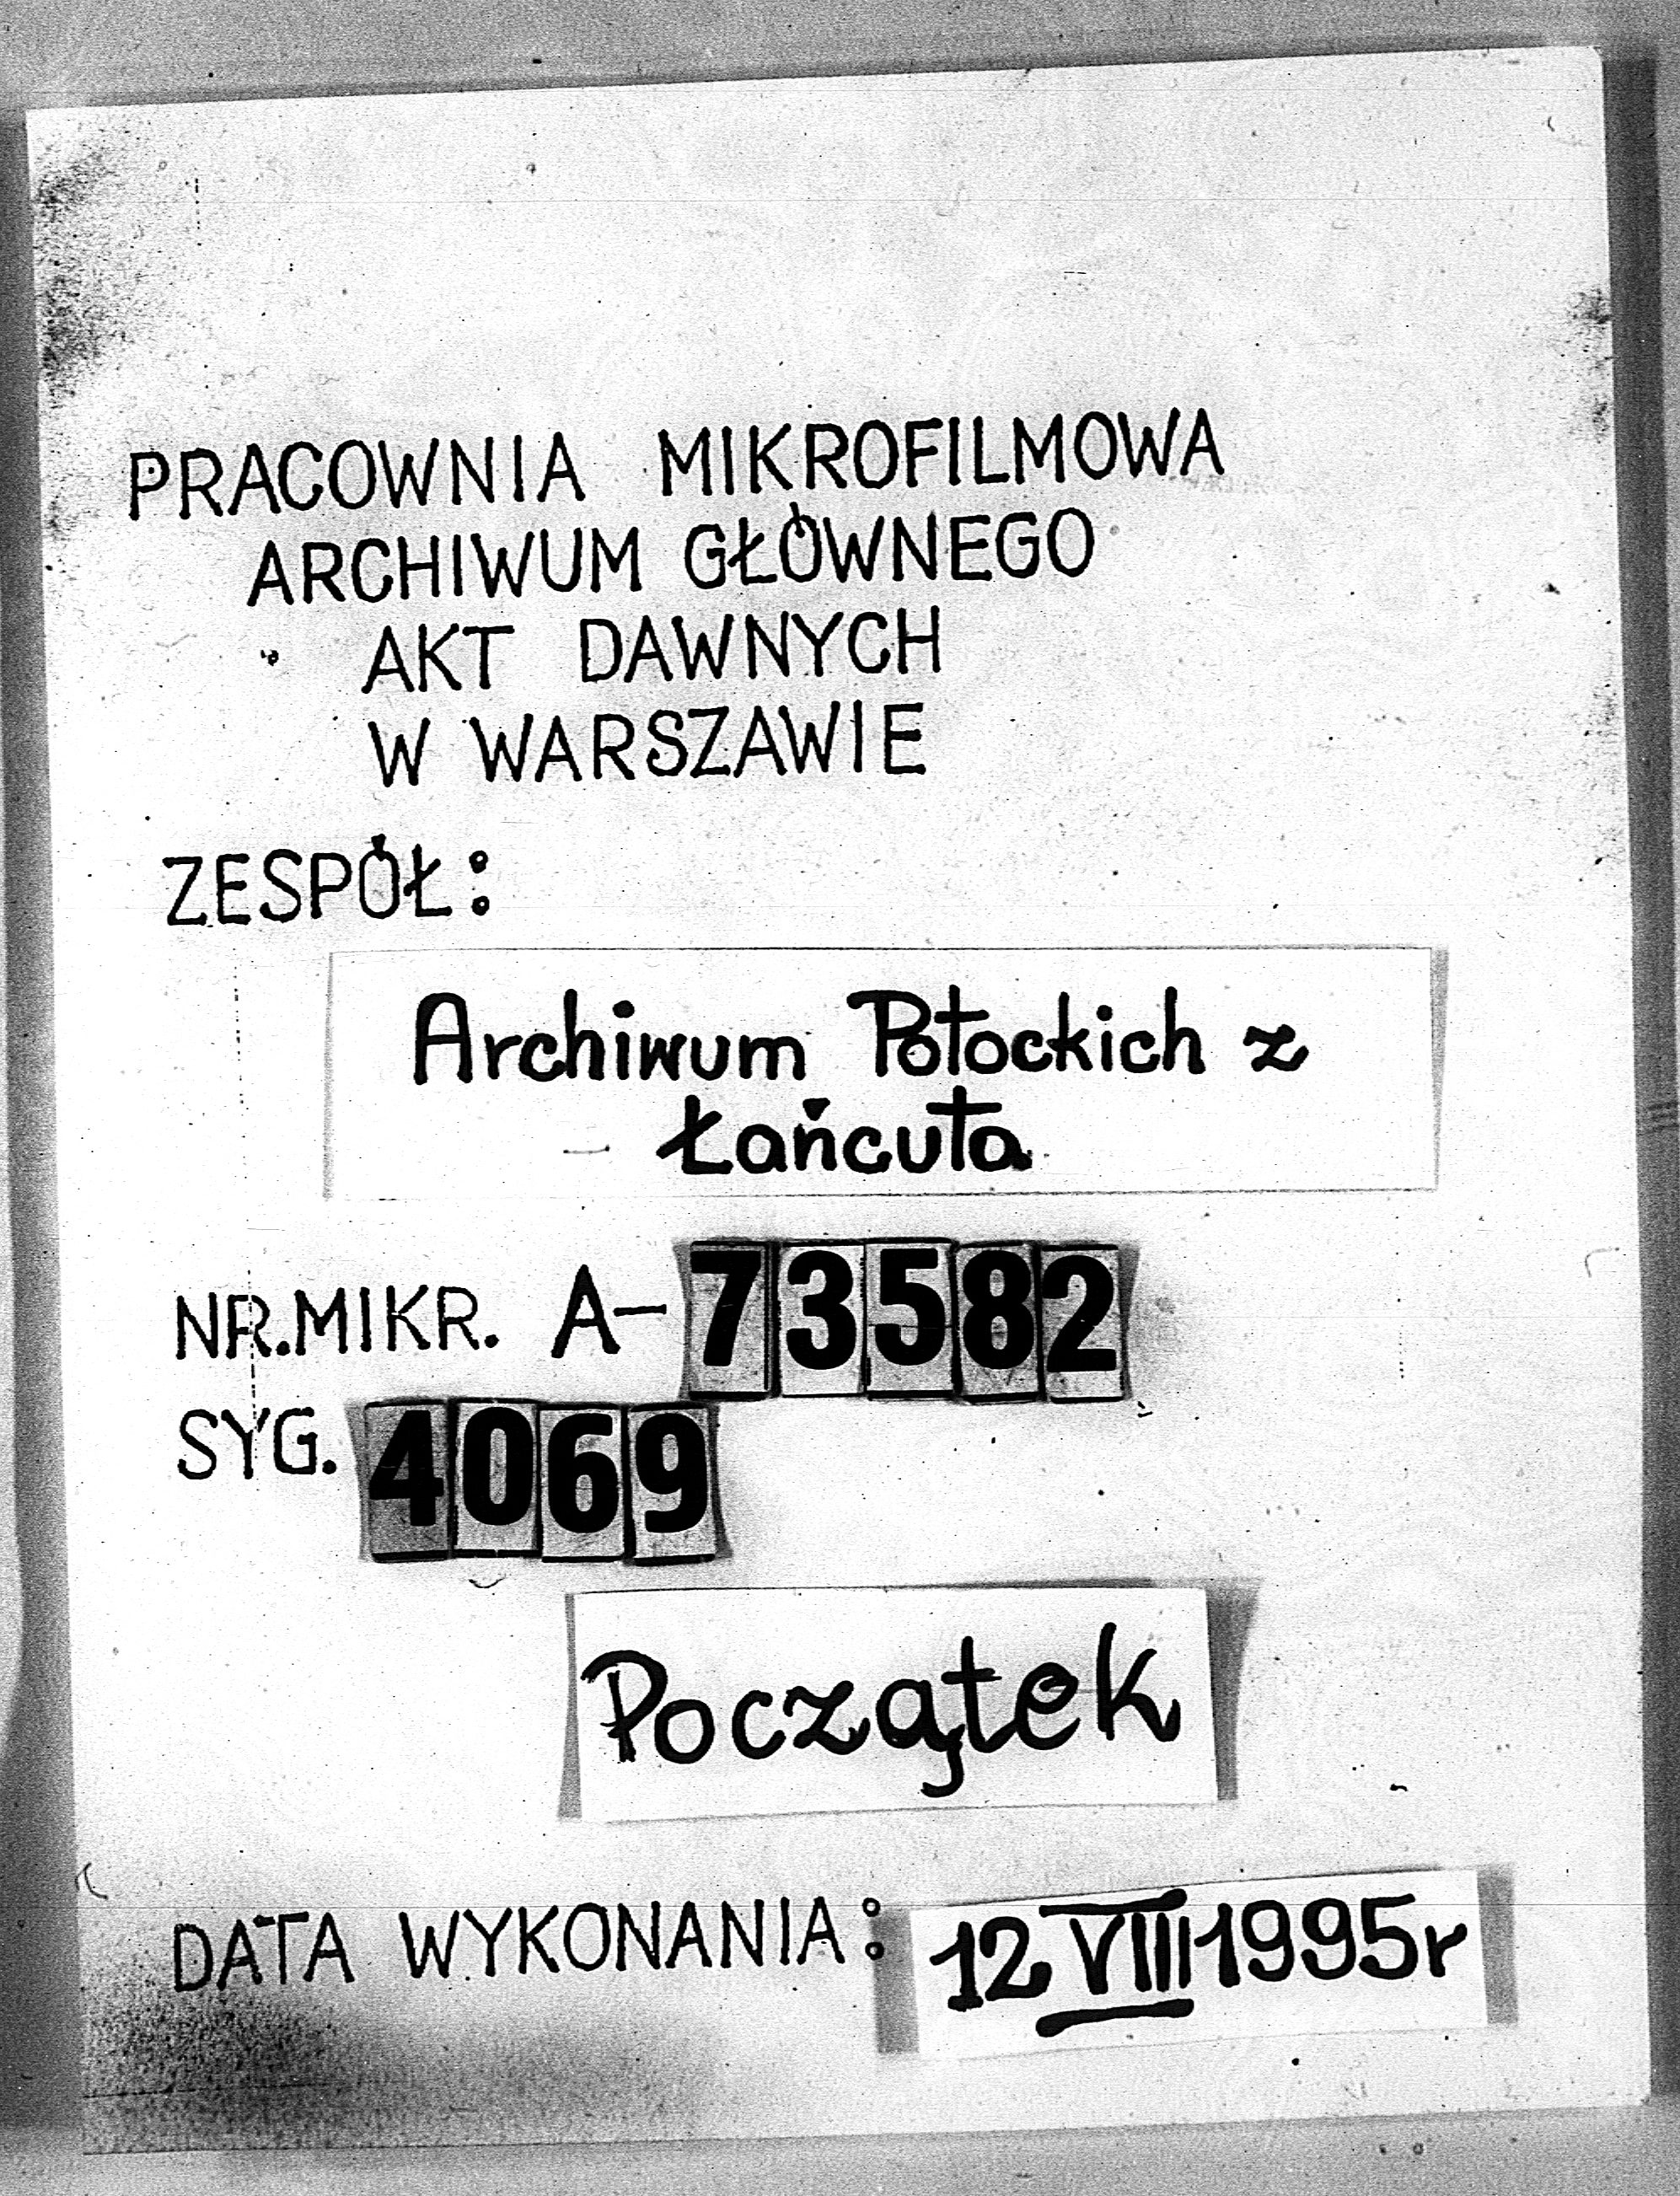 PRACOWNIA MIKROFILMOWA
ARCHIWUM GŁÓWNEGO
AKT DAWNYCH
W WARSZAWIE
ZESPÓŁ:
Archiwum Potockich z
Łańcuta
NR.MIKR. A-73582
SYG. 4069
Początek
DATA WYKONANIA: 12 VIII 1995r